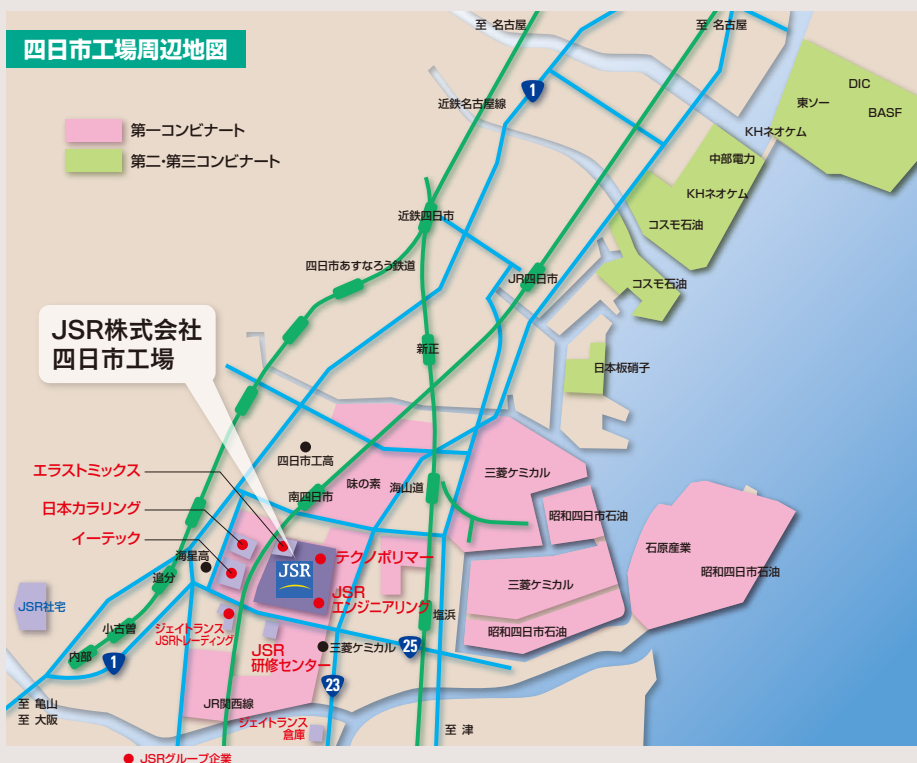 至 名古屋
至 名古屋
四日市工場周辺地図
DIC
東ソー
BASF
1
近鉄名古屋線
第一コンビナート
KHネオケム
第二・第三コンビナート
中部電力
KHネオケム
近鉄四日市
コスモ石油
四日市あすなろう鉄道
JR四日市
コスモ石油
JSR株式会社
四日市工場
新正
日本板硝子
四日市工高
エラストミックス
三菱ケミカル
味の素
海山道
南四日市
日本カラリング
昭和四日市石油
イーテック
海星高
テクノポリマー
石原産業
JSR
昭和四日市石油
追分
三菱ケミカル
JSR社宅
JSR
エンジニアリング
塩浜
小古曽
ジェイトランス
JSRトレーディング
昭和四日市石油
内部
1
JSR
研修センター
三菱ケミカル
25
23
至 亀山
至 大阪
JR関西線
ジェイトランス
倉庫
至 津
JSRグループ企業